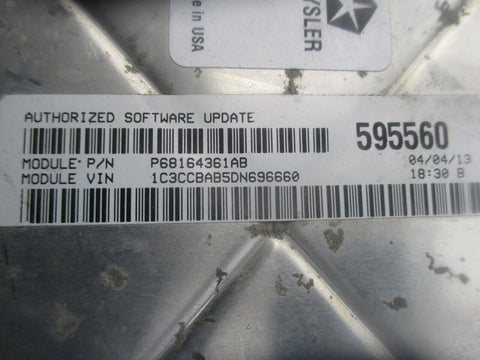 YSLER
e in USA
AUTHORIZED SOFTWARE UPDATE
595560
MODULE P/N P68164361AB 04/04/13
MODULE VIN 1C3CCBAB5DN696660 18:30 B